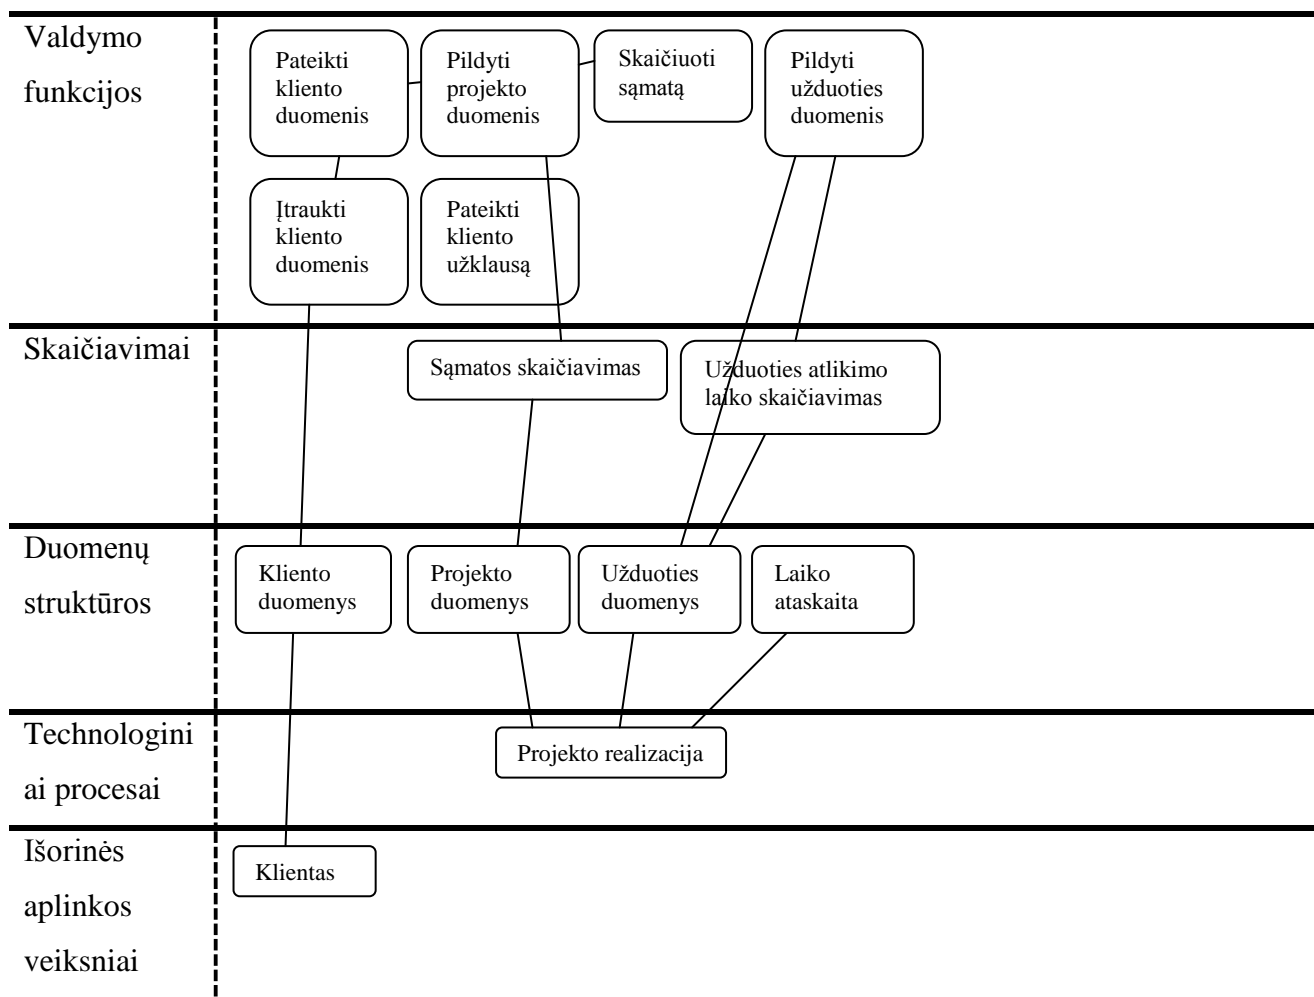 Valdymo
funkcijos
Pateikti
kliento
duomenis
Pildyti
projekto
duomenis
Skaičiuoti
sąmatą
Pildyti
užduoties
duomenis
Įtraukti
kliento
duomenis
Pateikti
kliento
užklausą
Skaičiavimai
Sąmatos skaičiavimas
Užduoties atlikimo
laiko skaičiavimas
Duomenų
struktūros
Kliento
duomenys
Projekto
duomenys
Užduoties
duomenys
Laiko
ataskaita
Technologini
ai procesai
Projekto realizacija
Išorinės
aplinkos
veiksniai
Klientas